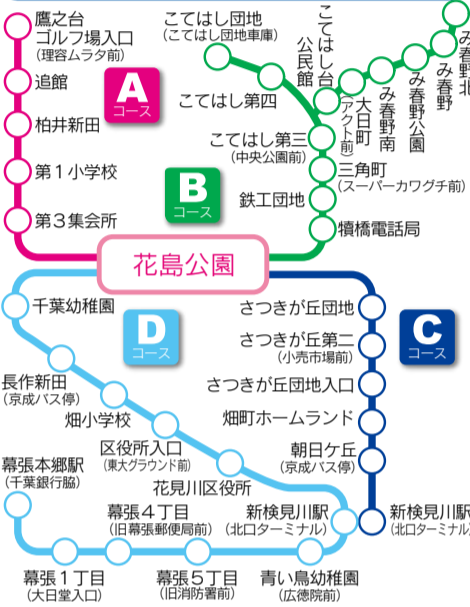 鷹之台
ゴルフ場入口
(理容ムラタ前)
追館
柏井新田
第1小学校
第3集会所
A
コース
こてはし団地
(こてはし団地車庫)
こてはし第四
こてはし台
公民館
大日町
(アクト前)
み春野南
み春野公園
み春野
み春野北
こてはし第三
(中央公園前)
三角町
(スーパーカワグチ前)
鉄工団地
犢橋電話局
B
コース
花島公園
千葉幼稚園
長作新田
(京成バス停)
畑小学校
区役所入口
(東大グラウンド前)
花見川区役所
D
コース
さつきが丘団地
さつきが丘第二
(小売市場前)
さつきが丘団地入口
畑町ホームランド
朝日ケ丘
(京成バス停)
C
コース
新検見川駅
(北口ターミナル)
新検見川駅
(北口ターミナル)
幕張本郷駅
(千葉銀行脇)
幕張4丁目
(旧幕張郵便局前)
幕張1丁目
(大日堂入口)
幕張5丁目
(旧消防署前)
青い鳥幼稚園
(広徳院前)